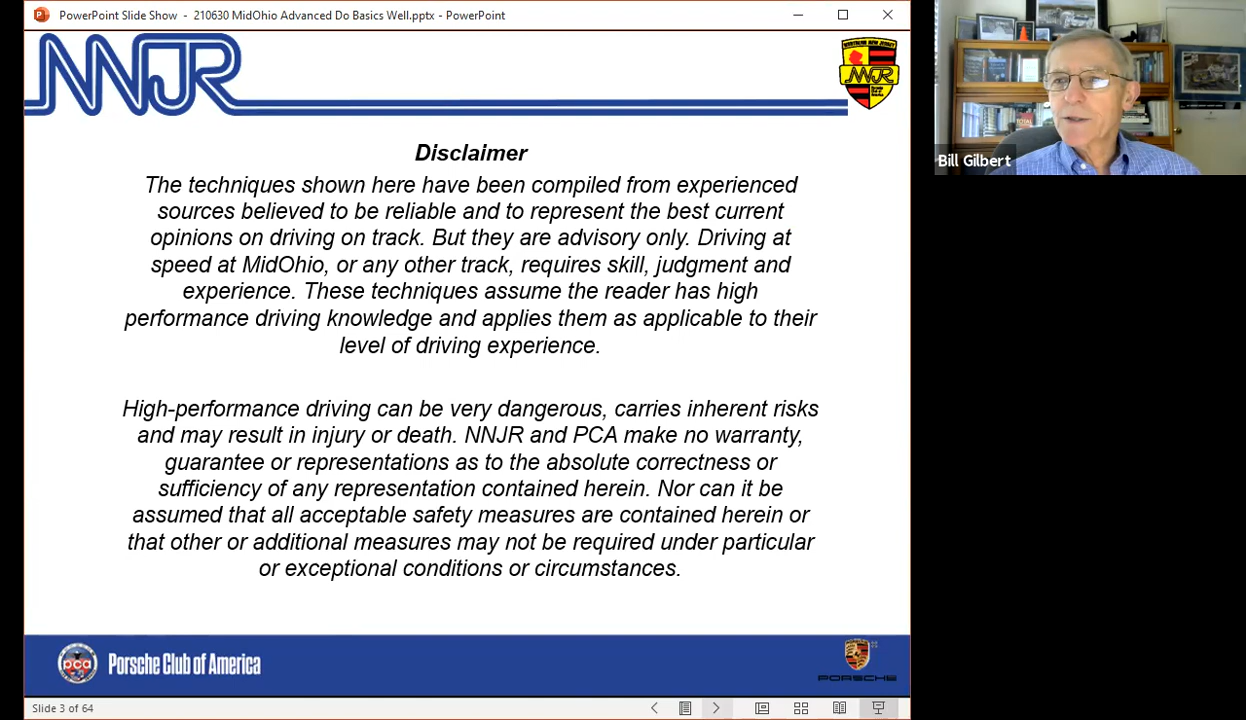 PowerPoint Slide Show - 210630 MidOhio Advanced Do Basics Well.pptx - PowerPoint
NNJR
NNJR
Bill Gilbert
Disclaimer
The techniques shown here have been compiled from experienced
sources believed to be reliable and to represent the best current
opinions on driving on track. But they are advisory only. Driving at
speed at MidOhio, or any other track, requires skill, judgment and
experience. These techniques assume the reader has high
performance driving knowledge and applies them as applicable to their
level of driving experience.
High-performance driving can be very dangerous, carries inherent risks
and may result in injury or death. NNJR and PCA make no warranty,
guarantee or representations as to the absolute correctness or
sufficiency of any representation contained herein. Nor can it be
assumed that all acceptable safety measures are contained herein or
that other or additional measures may not be required under particular
or exceptional conditions or circumstances.
pca
Porsche Club of America
PORSCHE
Slide 3 of 64